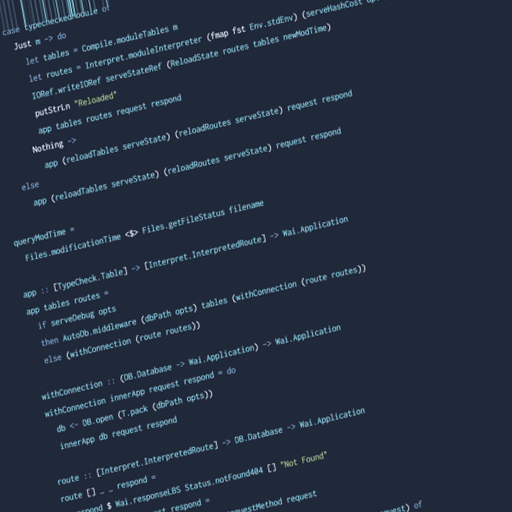 case typecheckedModule of
Just m -> do
let tables = Compile.moduleTables m
let routes = Interpret.moduleInterpreter (fmap fst Env.stdEnv) (serveHashCost
IORef.writeIORef serveStateRef (ReloadState routes tables newModTime)
putStrLn "Reloaded"
app tables routes request respond
Nothing ->
app (reloadTables serveState) (reloadRoutes serveState) request respond
else
app (reloadTables serveState) (reloadRoutes serveState) request respond
queryModTime =
Files.modificationTime <$> Files.getFileStatus filename
app :: [TypeCheck.Table] -> [Interpret.InterpretedRoute] -> Wai.Application
app tables routes =
if serveDebug opts
then AutoDb.middleware (dbPath opts) tables (withConnection (route routes))
else (withConnection (route routes))
withConnection :: (DB.Database -> Wai.Application) -> Wai.Application
withConnection innerApp request respond = do
db <- DB.open (T.pack (dbPath opts))
innerApp db request respond
route :: [Interpret.InterpretedRoute] -> DB.Database -> Wai.Application
route [] _ _ respond =
respond $ Wai.responseLBS Status.notFound404 [] "Not Found"
respond =
requestMethod request
request) of